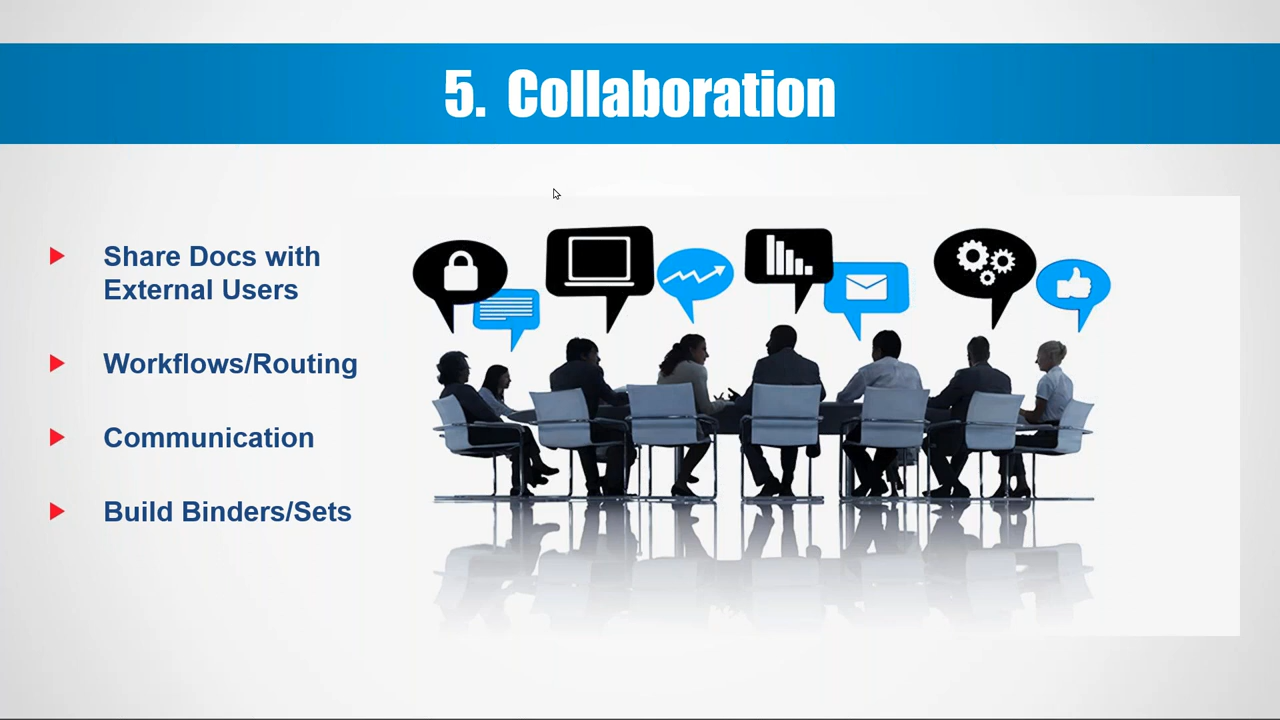 5. Collaboration
Share Docs with
External Users
Workflows/Routing
Communication
Build Binders/Sets